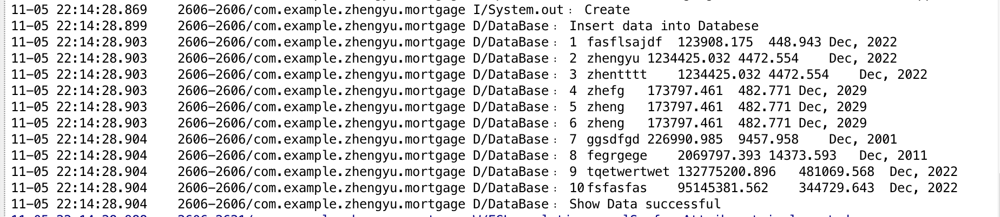 11-05 22:14:28.869 2606-2606/com.example.zhengyu.mortgage I/System.out: Create
11-05 22:14:28.899 2606-2606/com.example.zhengyu.mortgage D/DataBase: Insert data into Databese
11-05 22:14:28.903 2606-2606/com.example.zhengyu.mortgage D/DataBase: 1 fasflsajdf 123908.175 448.943 Dec, 2022
11-05 22:14:28.903 2606-2606/com.example.zhengyu.mortgage D/DataBase: 2 zhengyu 1234425.032 4472.554 Dec, 2022
11-05 22:14:28.903 2606-2606/com.example.zhengyu.mortgage D/DataBase: 3 zhentttt 1234425.032 4472.554 Dec, 2022
11-05 22:14:28.903 2606-2606/com.example.zhengyu.mortgage D/DataBase: 4 zhefg 173797.461 482.771 Dec, 2029
11-05 22:14:28.903 2606-2606/com.example.zhengyu.mortgage D/DataBase: 5 zheng 173797.461 482.771 Dec, 2029
11-05 22:14:28.903 2606-2606/com.example.zhengyu.mortgage D/DataBase: 6 zheng 173797.461 482.771 Dec, 2029
11-05 22:14:28.904 2606-2606/com.example.zhengyu.mortgage D/DataBase: 7 ggsdfgd 226990.985 9457.958 Dec, 2001
11-05 22:14:28.904 2606-2606/com.example.zhengyu.mortgage D/DataBase: 8 fegrgege 2069797.393 14373.593 Dec, 2011
11-05 22:14:28.904 2606-2606/com.example.zhengyu.mortgage D/DataBase: 9 tqetwertwet 132775200.896 481069.568 Dec, 2022
11-05 22:14:28.904 2606-2606/com.example.zhengyu.mortgage D/DataBase: 10 fsfasfas 95145381.562 344729.643 Dec, 2022
11-05 22:14:28.904 2606-2606/com.example.zhengyu.mortgage D/DataBase: Show Data successful